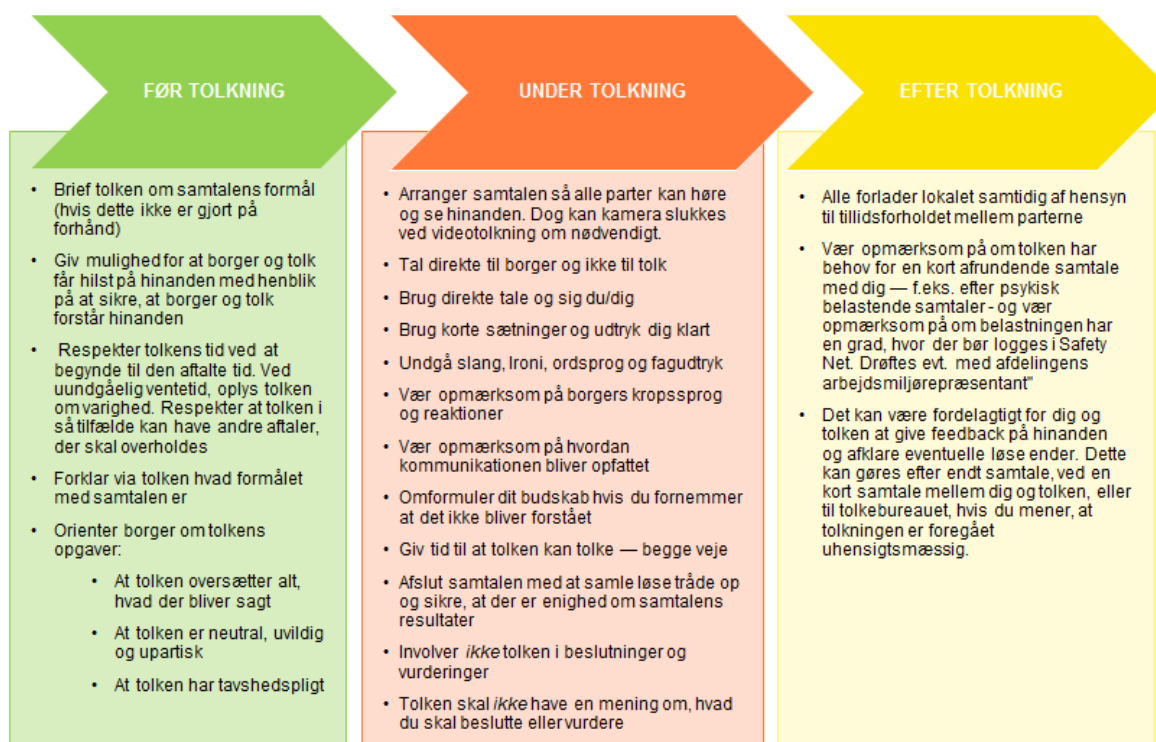 FØR TOLKNING
• Brief tolken om samtalens formål
(hvis dette ikke er gjort på
forhånd)
• Giv mulighed for at borger og tolk
får hilst på hinanden med henblik
på at sikre, at borger og tolk
forstår hinanden
• Respekter tolkens tid ved at
begynde til den aftalte tid. Ved
uundgåelig ventetid, oplys tolken
om varighed. Respekter at tolken i
så tilfælde kan have andre aftaler,
der skal overholdes
• Forklar via tolken hvad formålet
med samtalen er
• Orienter borger om tolkens
opgaver:
• At tolken oversætter alt,
hvad der bliver sagt
• At tolken er neutral, uvildig
og upartisk
• At tolken har tavshedspligt
UNDER TOLKNING
• Arranger samtalen så alle parter kan høre
og se hinanden. Dog kan kamera slukkes
ved videotolkning om nødvendigt.
• Tal direkte til borger og ikke til tolk
• Brug direkte tale og sig du/dig
• Brug korte sætninger og udtryk dig klart
• Undgå slang, Ironi, ordsprog og fagudtryk
• Vær opmærksom på borgers kropssprog
og reaktioner
• Vær opmærksom på hvordan
kommunikationen bliver opfattet
• Omformuler dit budskab hvis du fornemmer
at det ikke bliver forstået
• Giv tid til at tolken kan tolke — begge veje
• Afslut samtalen med at samle løse tråde op
og sikre, at der er enighed om samtalens
resultater
• Involver ikke tolken i beslutninger og
vurderinger
• Tolken skal ikke have en mening om, hvad
du skal beslutte eller vurdere
EFTER TOLKNING
• Alle forlader lokalet samtidig af hensyn
til tillidsforholdet mellem parterne
• Vær opmærksom på om tolken har
behov for en kort afrundende samtale
med dig — f.eks. efter psykisk
belastende samtaler - og vær
opmærksom på om belastningen har
en grad, hvor der bør logges i Safety
Net. Drøftes evt. med afdelingens
arbejdsmiljørepræsentant"
• Det kan være fordelagtigt for dig og
tolken at give feedback på hinanden
og afklare eventuelle løse ender. Dette
kan gøres efter endt samtale, ved en
kort samtale mellem dig og tolken, eller
til tolkebureauet, hvis du mener, at
tolkningen er foregået
uhensigtsmæssig.